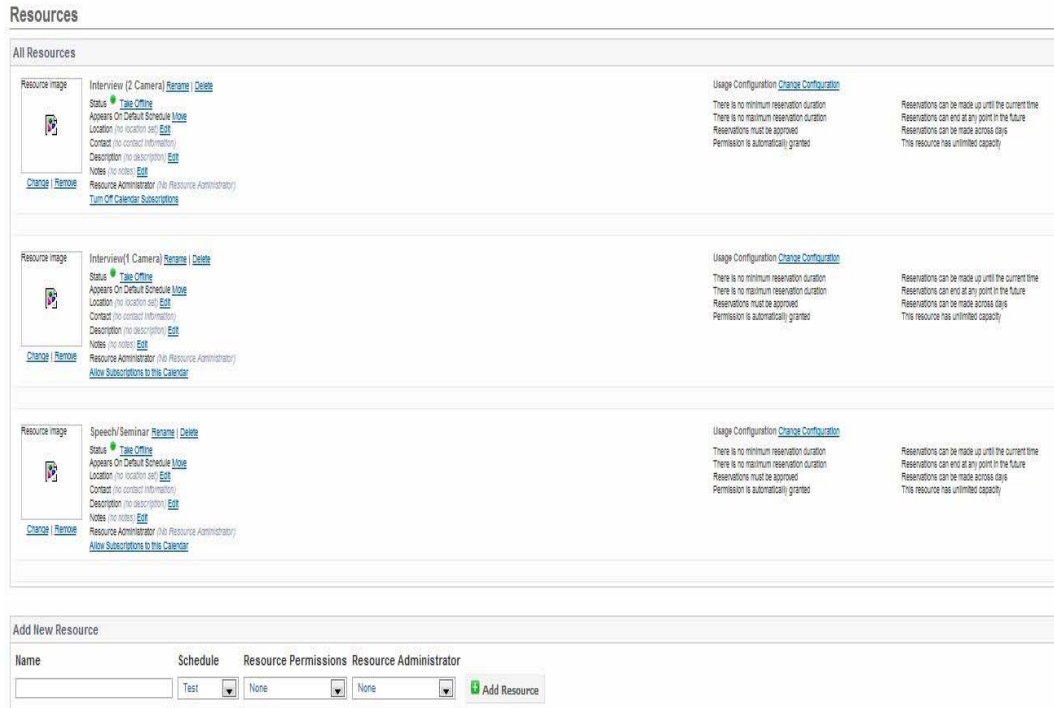 Resources
All Resources
Resource Image
Change | Remove
Interview (2 Camera) Rename | Delete
Status Take Offline
Appears On Default Schedule Move
Location (no location set) Edit
Contact (no contact information)
Description (no description) Edit
Notes (no notes) Edit
Resource Administrator (No Resource Administrator)
Turn Off Calendar Subscriptions
Usage Configuration Change Configuration
There is no minimum reservation duration
There is no maximum reservation duration
Reservations must be approved
Permission is automatically granted
Reservations can be made up until the current time
Reservations can end at any point in the future
Reservations can be made across days
This resource has unlimited capacity
Resource Image
Change | Remove
Interview(1 Camera) Rename | Delete
Status Take Offline
Appears On Default Schedule Move
Location (no location set) Edit
Contact (no contact information)
Description (no description) Edit
Notes (no notes) Edit
Resource Administrator (No Resource Administrator)
Allow Subscriptions to this Calendar
Usage Configuration Change Configuration
There is no minimum reservation duration
There is no maximum reservation duration
Reservations must be approved
Permission is automatically granted
Reservations can be made up until the current time
Reservations can end at any point in the future
Reservations can be made across days
This resource has unlimited capacity
Resource Image
Change | Remove
Speech/Seminar Rename | Delete
Status Take Offline
Appears On Default Schedule Move
Location (no location set) Edit
Contact (no contact information)
Description (no description) Edit
Notes (no notes) Edit
Resource Administrator (No Resource Administrator)
Allow Subscriptions to this Calendar
Usage Configuration Change Configuration
There is no minimum reservation duration
There is no maximum reservation duration
Reservations must be approved
Permission is automatically granted
Reservations can be made up until the current time
Reservations can end at any point in the future
Reservations can be made across days
This resource has unlimited capacity
Add New Resource
Name Schedule Resource Permissions Resource Administrator
Test None None Add Resource